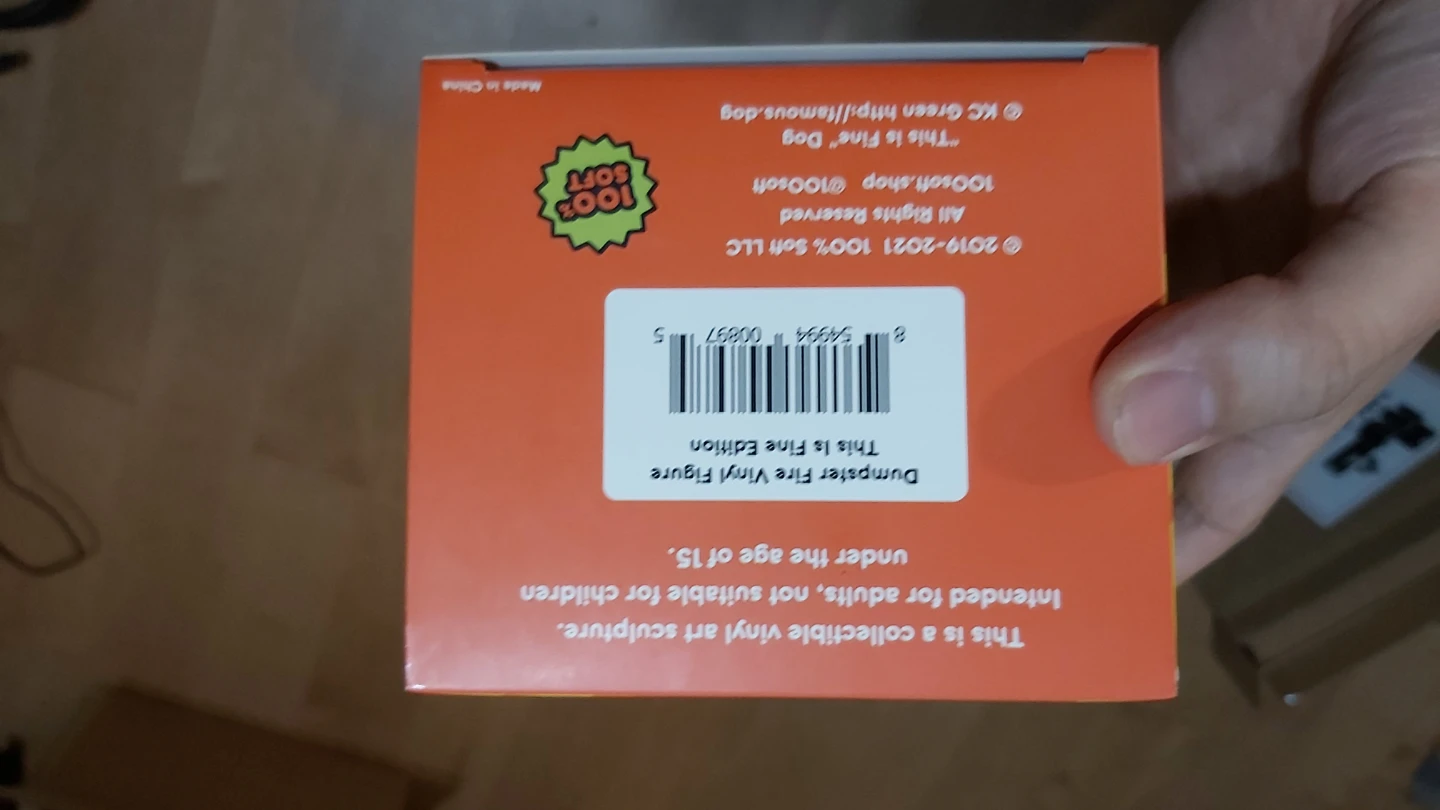 This is a collectible vinyl art sculpture.
Intended for adults, not suitable for children
under the age of 15.
Dumpster Fire Vinyl Figure
This Is Fine Edition
8 54994 00897 5
© 2019-2021 100% Soft LLC
All Rights Reserved
100soft.shop @100soft
"This is Fine" Dog
© KC Green http://famous.dog
100%
SOFT
Made in China